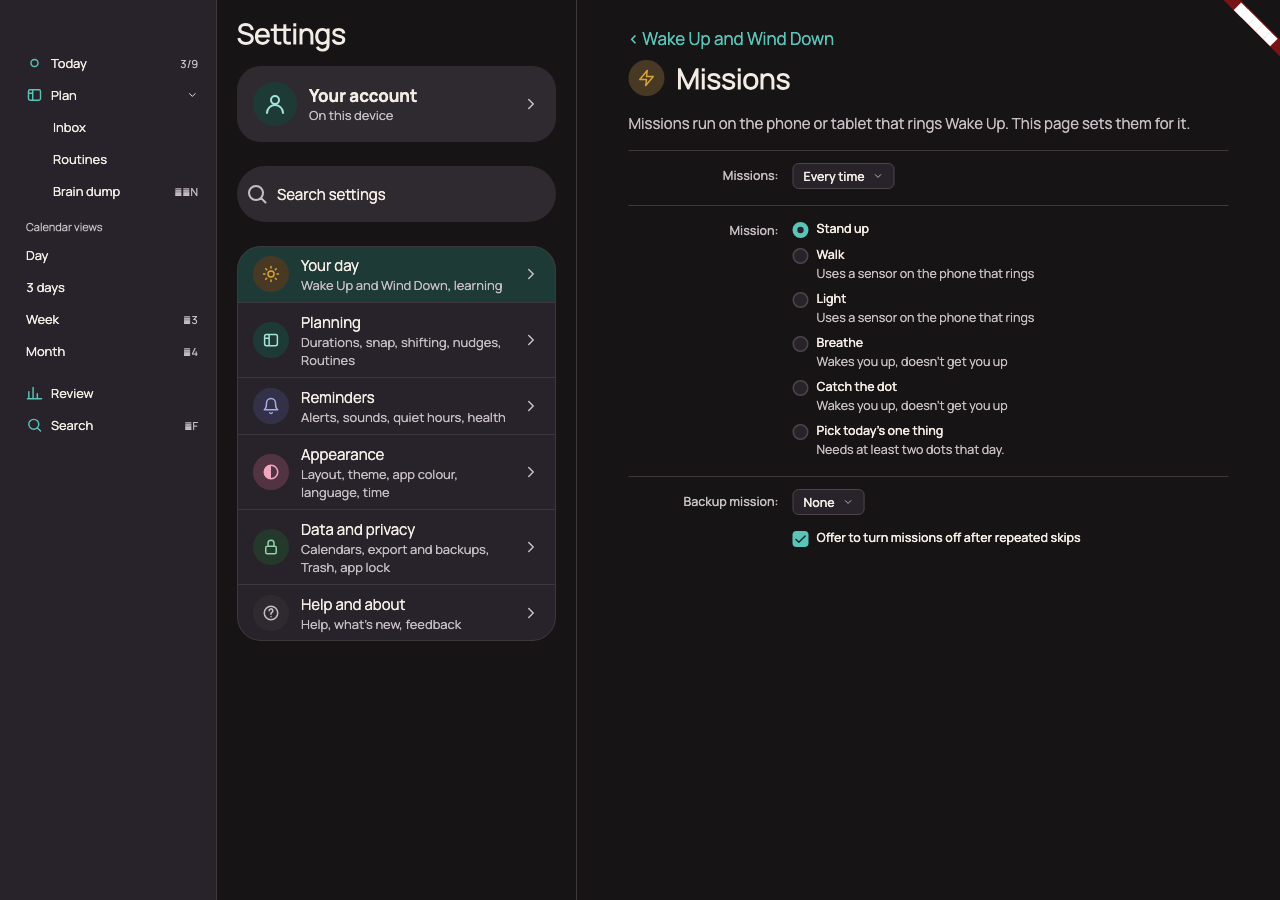 Today 3/9
Plan
Inbox
Routines
Brain dump N
Calendar views
Day
3 days
Week 3
Month 4
Review
Search F
Settings
Your account
On this device
Search settings
Your day
Wake Up and Wind Down, learning
Planning
Durations, snap, shifting, nudges,
Routines
Reminders
Alerts, sounds, quiet hours, health
Appearance
Layout, theme, app colour,
language, time
Data and privacy
Calendars, export and backups,
Trash, app lock
Help and about
Help, what's new, feedback
‹ Wake Up and Wind Down
Missions
Missions run on the phone or tablet that rings Wake Up. This page sets them for it.
Missions: Every time
Mission: Stand up
Walk
Uses a sensor on the phone that rings
Light
Uses a sensor on the phone that rings
Breathe
Wakes you up, doesn't get you up
Catch the dot
Wakes you up, doesn't get you up
Pick today's one thing
Needs at least two dots that day.
Backup mission: None
Offer to turn missions off after repeated skips